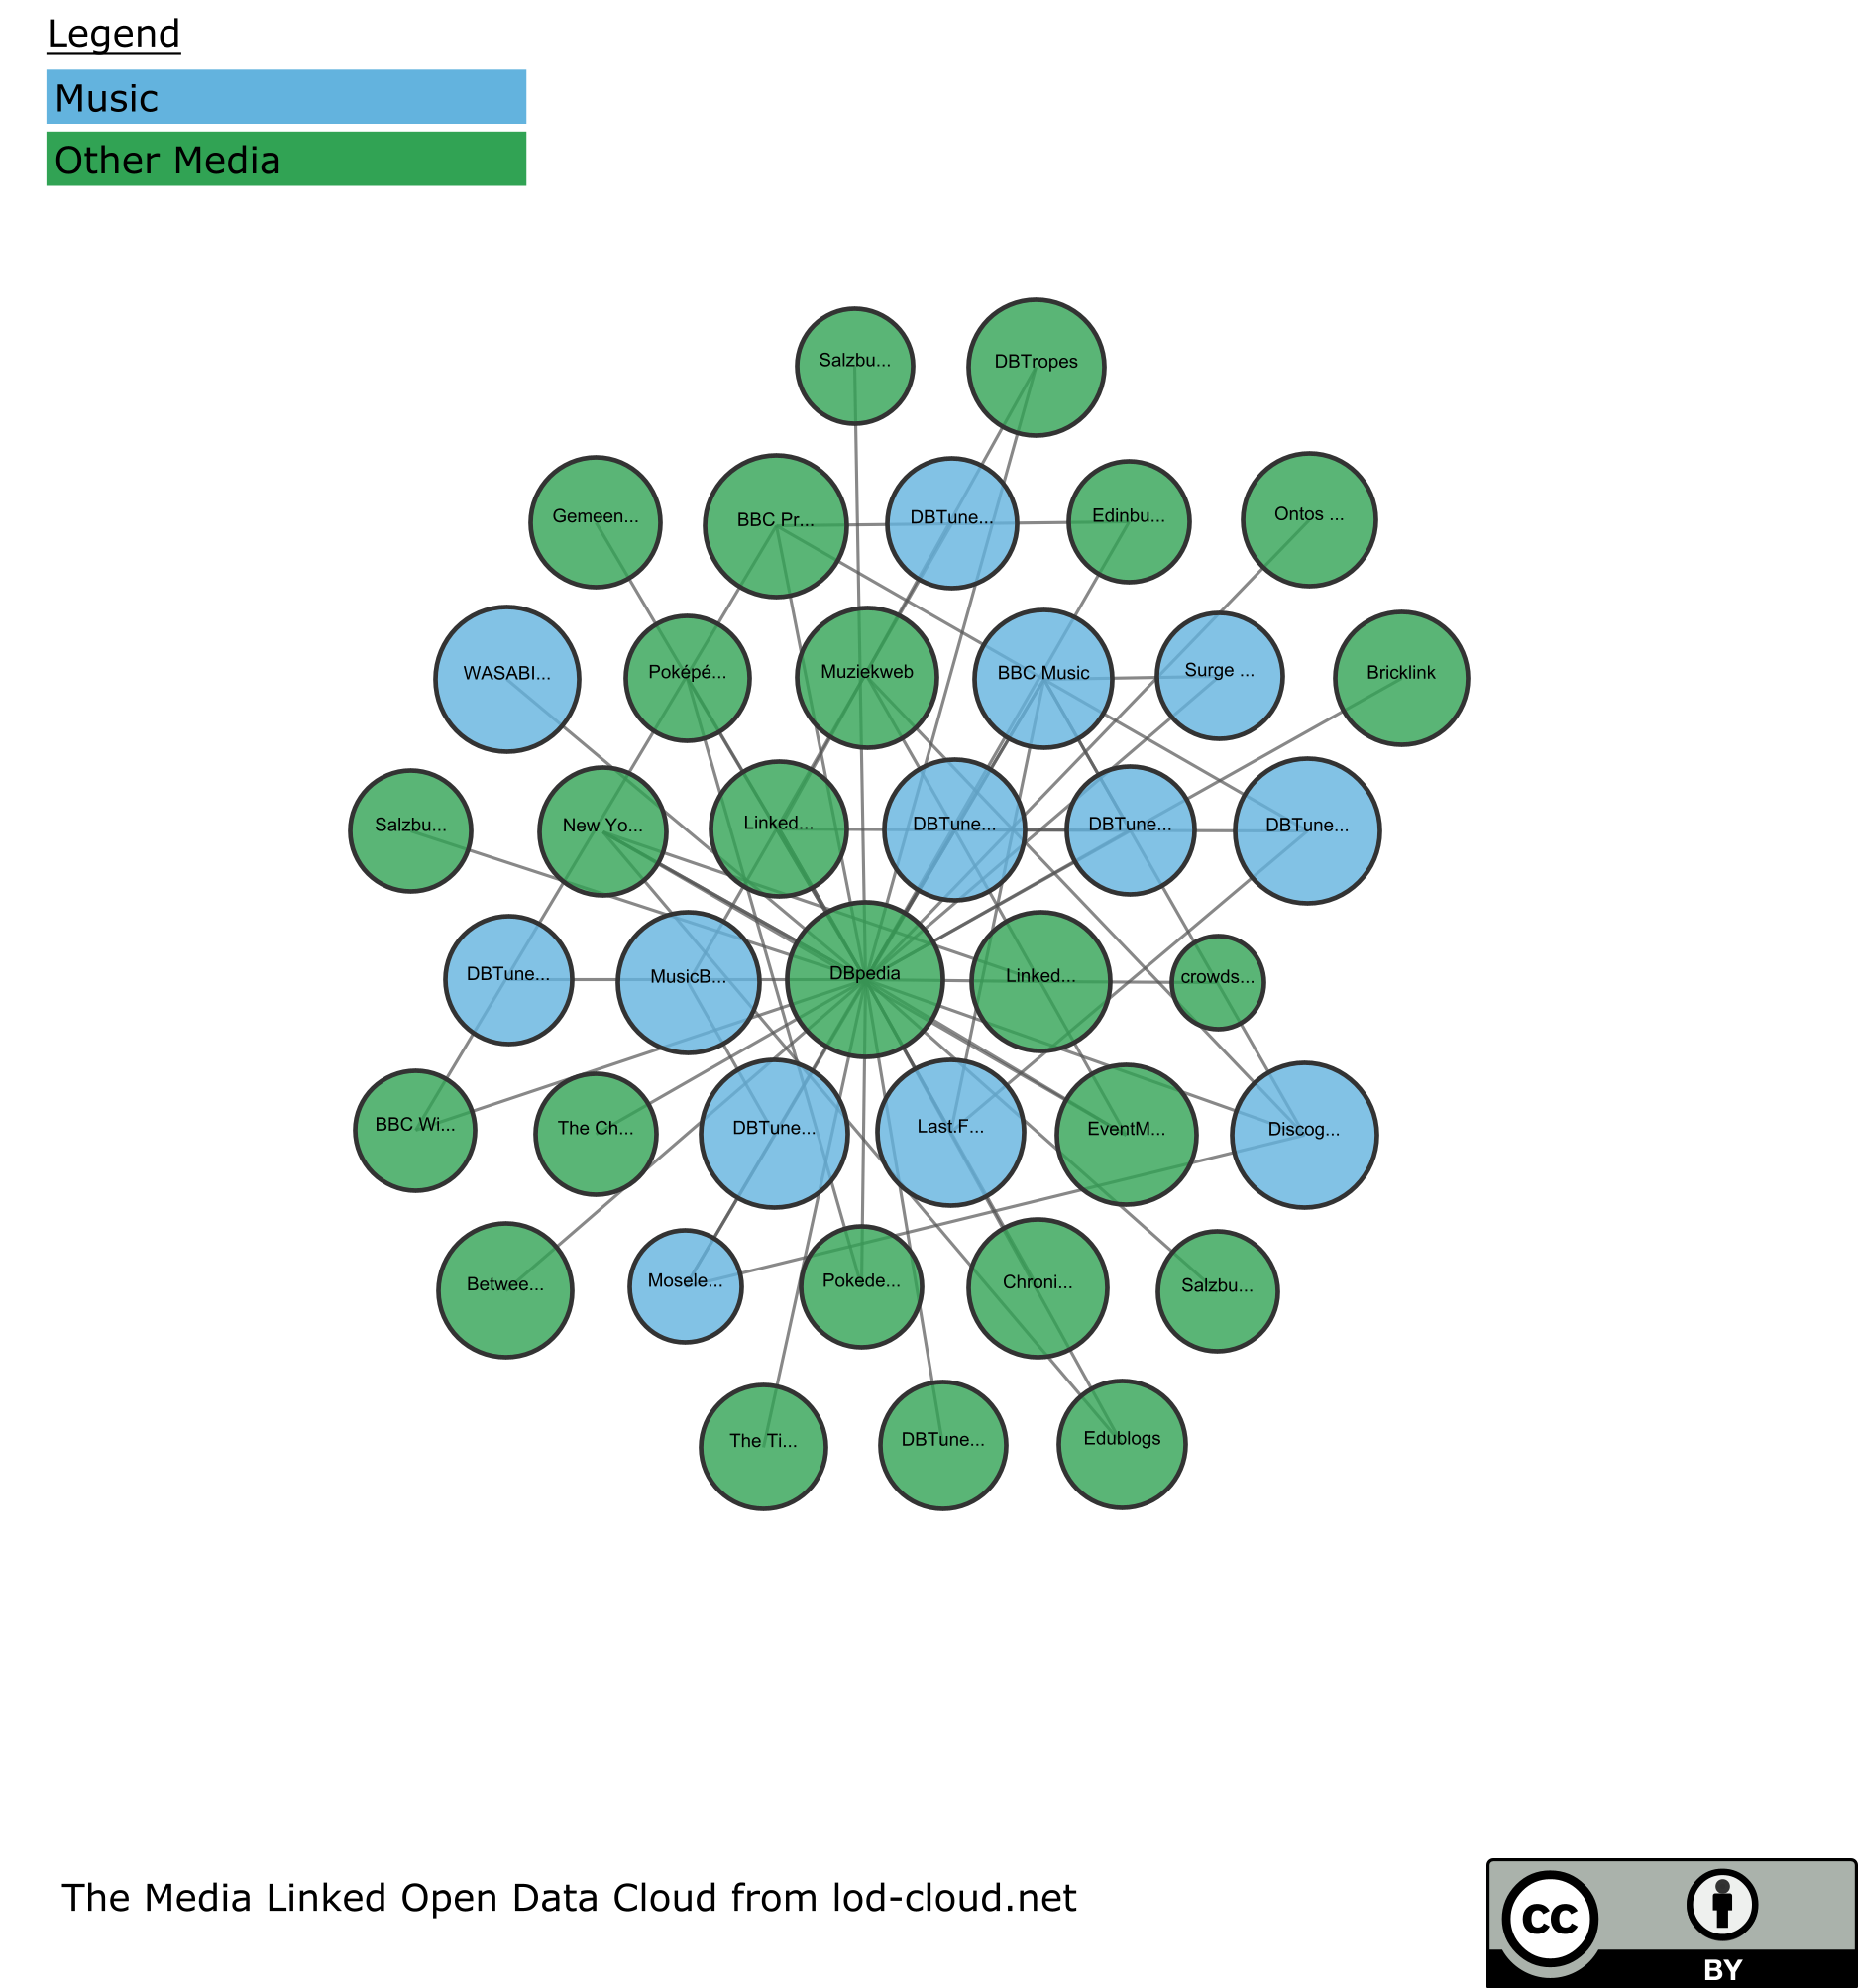 Legend
Music
Other Media
Salzbu...
DBTropes
Gemeen...
BBC Pr...
DBTune...
Edinbu...
Ontos ...
WASABI...
Poképé...
Muziekweb
BBC Music
Surge ...
Bricklink
Salzbu...
New Yo...
Linked...
DBTune...
DBTune...
DBTune...
DBTune...
MusicB...
DBpedia
Linked...
crowds...
BBC Wi...
The Ch...
DBTune...
Last.F...
EventM...
Discog...
Betwee...
Mosele...
Pokede...
Chroni...
Salzbu...
The Ti...
DBTune...
Edublogs
The Media Linked Open Data Cloud from lod-cloud.net
cc
BY